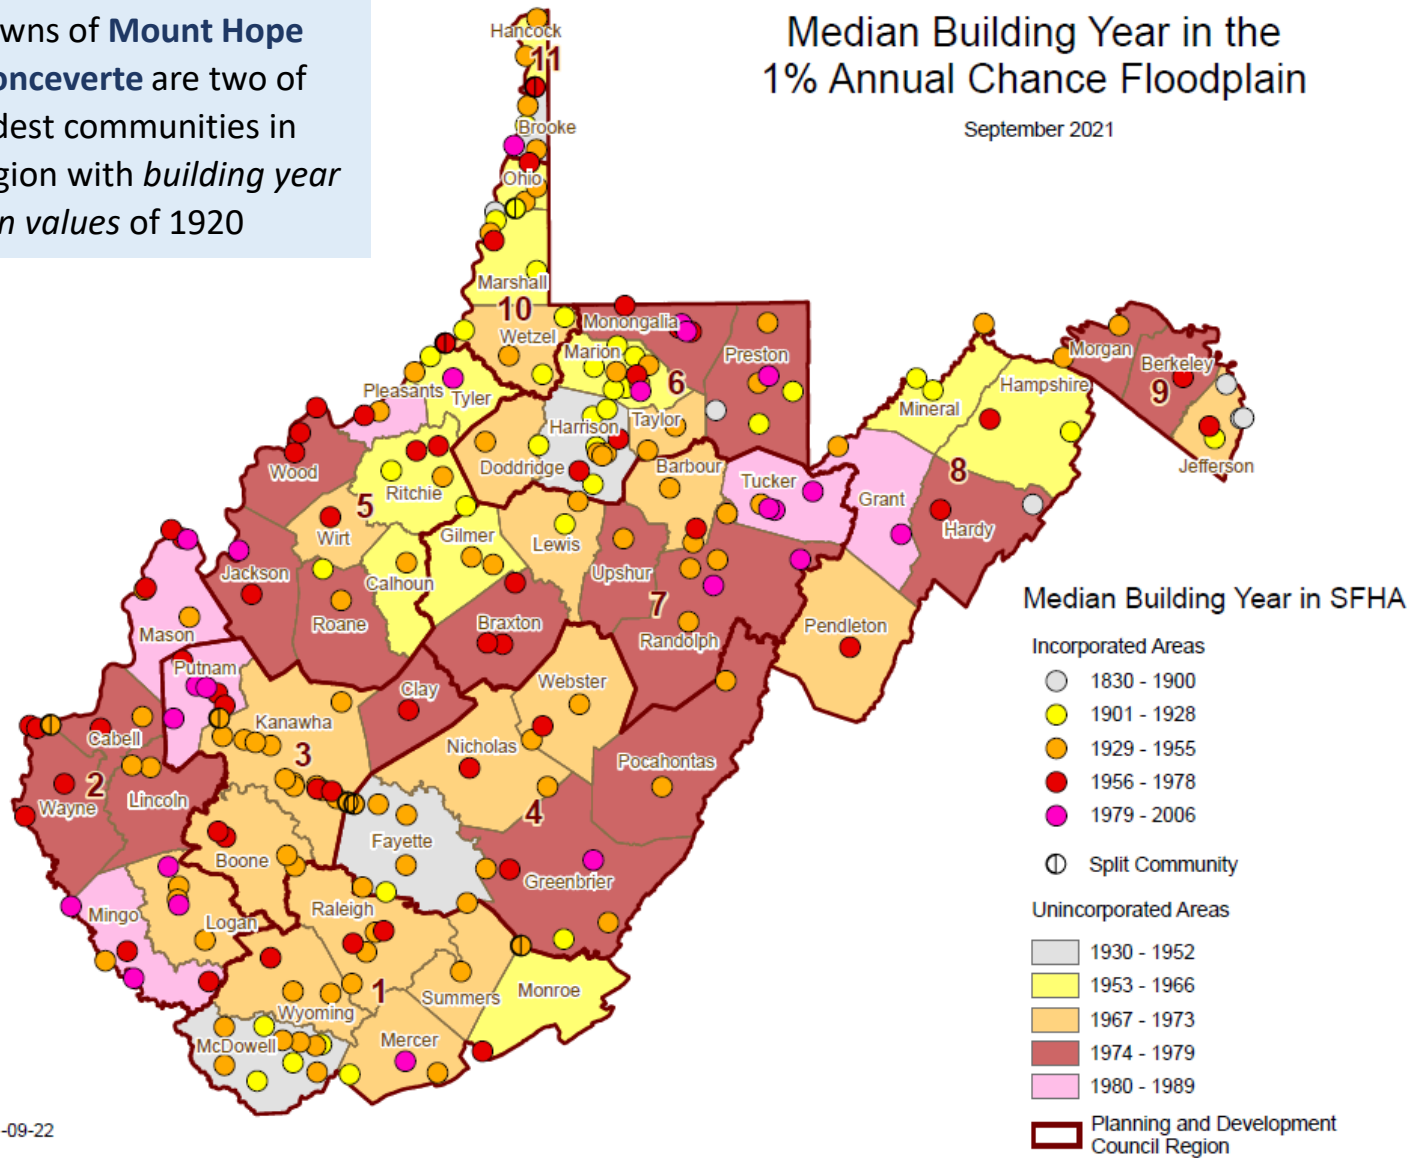 wns of Mount Hope
onceverte are two of
dest communities in
gion with building year
n values of 1920
Median Building Year in the
1% Annual Chance Floodplain
September 2021
Hancock
11
Brooke
Ohio
Marshall
10
Wetzel
Monongalia
Marion
Preston
6
Pleasants
Tyler
Harrison
Taylor
Doddridge
Barbour
Wood
Ritchie
5
Wirt
Gilmer
Lewis
Tucker
Grant
8
Mineral
Hampshire
Morgan
Berkeley
9
Jefferson
Hardy
Jackson
Calhoun
Upshur
7
Roane
Braxton
Randolph
Pendleton
Mason
Putnam
Clay
Webster
Kanawha
3
Cabell
Nicholas
Pocahontas
2
Wayne
Lincoln
4
Fayette
Boone
Greenbrier
Mingo
Logan
Raleigh
1
Summers
Monroe
Wyoming
McDowell
Mercer
Median Building Year in SFHA
Incorporated Areas
1830 - 1900
1901 - 1928
1929 - 1955
1956 - 1978
1979 - 2006
Split Community
Unincorporated Areas
1930 - 1952
1953 - 1966
1967 - 1973
1974 - 1979
1980 - 1989
Planning and Development
Council Region
-09-22